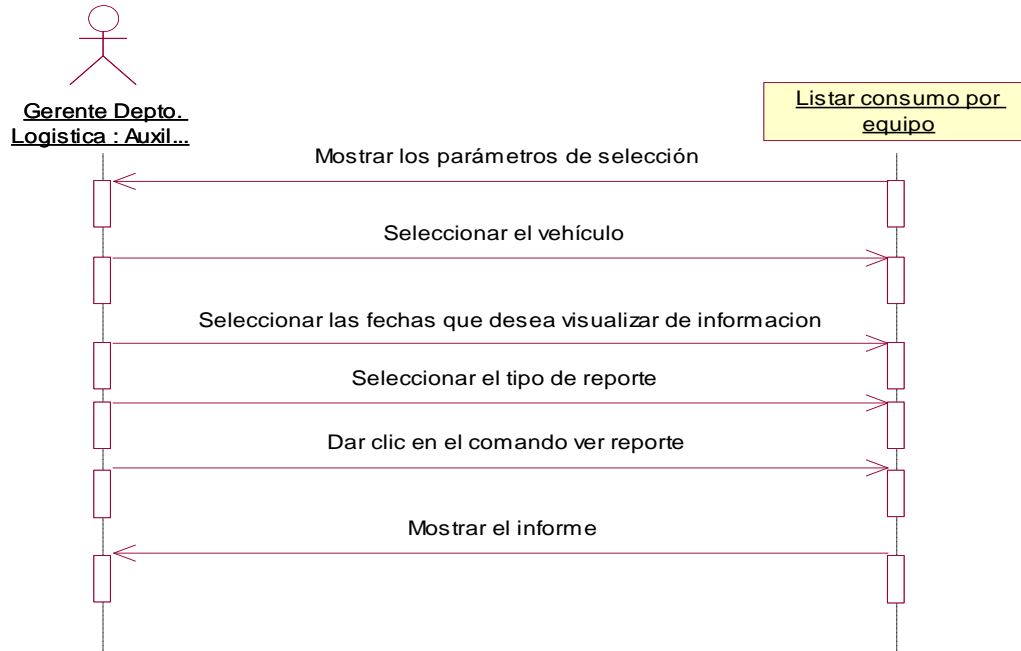 Gerente Depto.
Logistica : Auxil...
Listar consumo por
equipo
Mostrar los parámetros de selección
Seleccionar el vehículo
Seleccionar las fechas que desea visualizar de informacion
Seleccionar el tipo de reporte
Dar clic en el comando ver reporte
Mostrar el informe